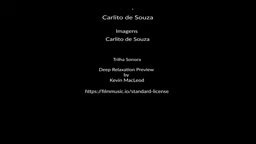 Carlito de Souza
Imagens
Carlito de Souza
Trilha Sonora
Deep Relaxation Preview
by
Kevin MacLeod
https://filmmusic.io/standard-license